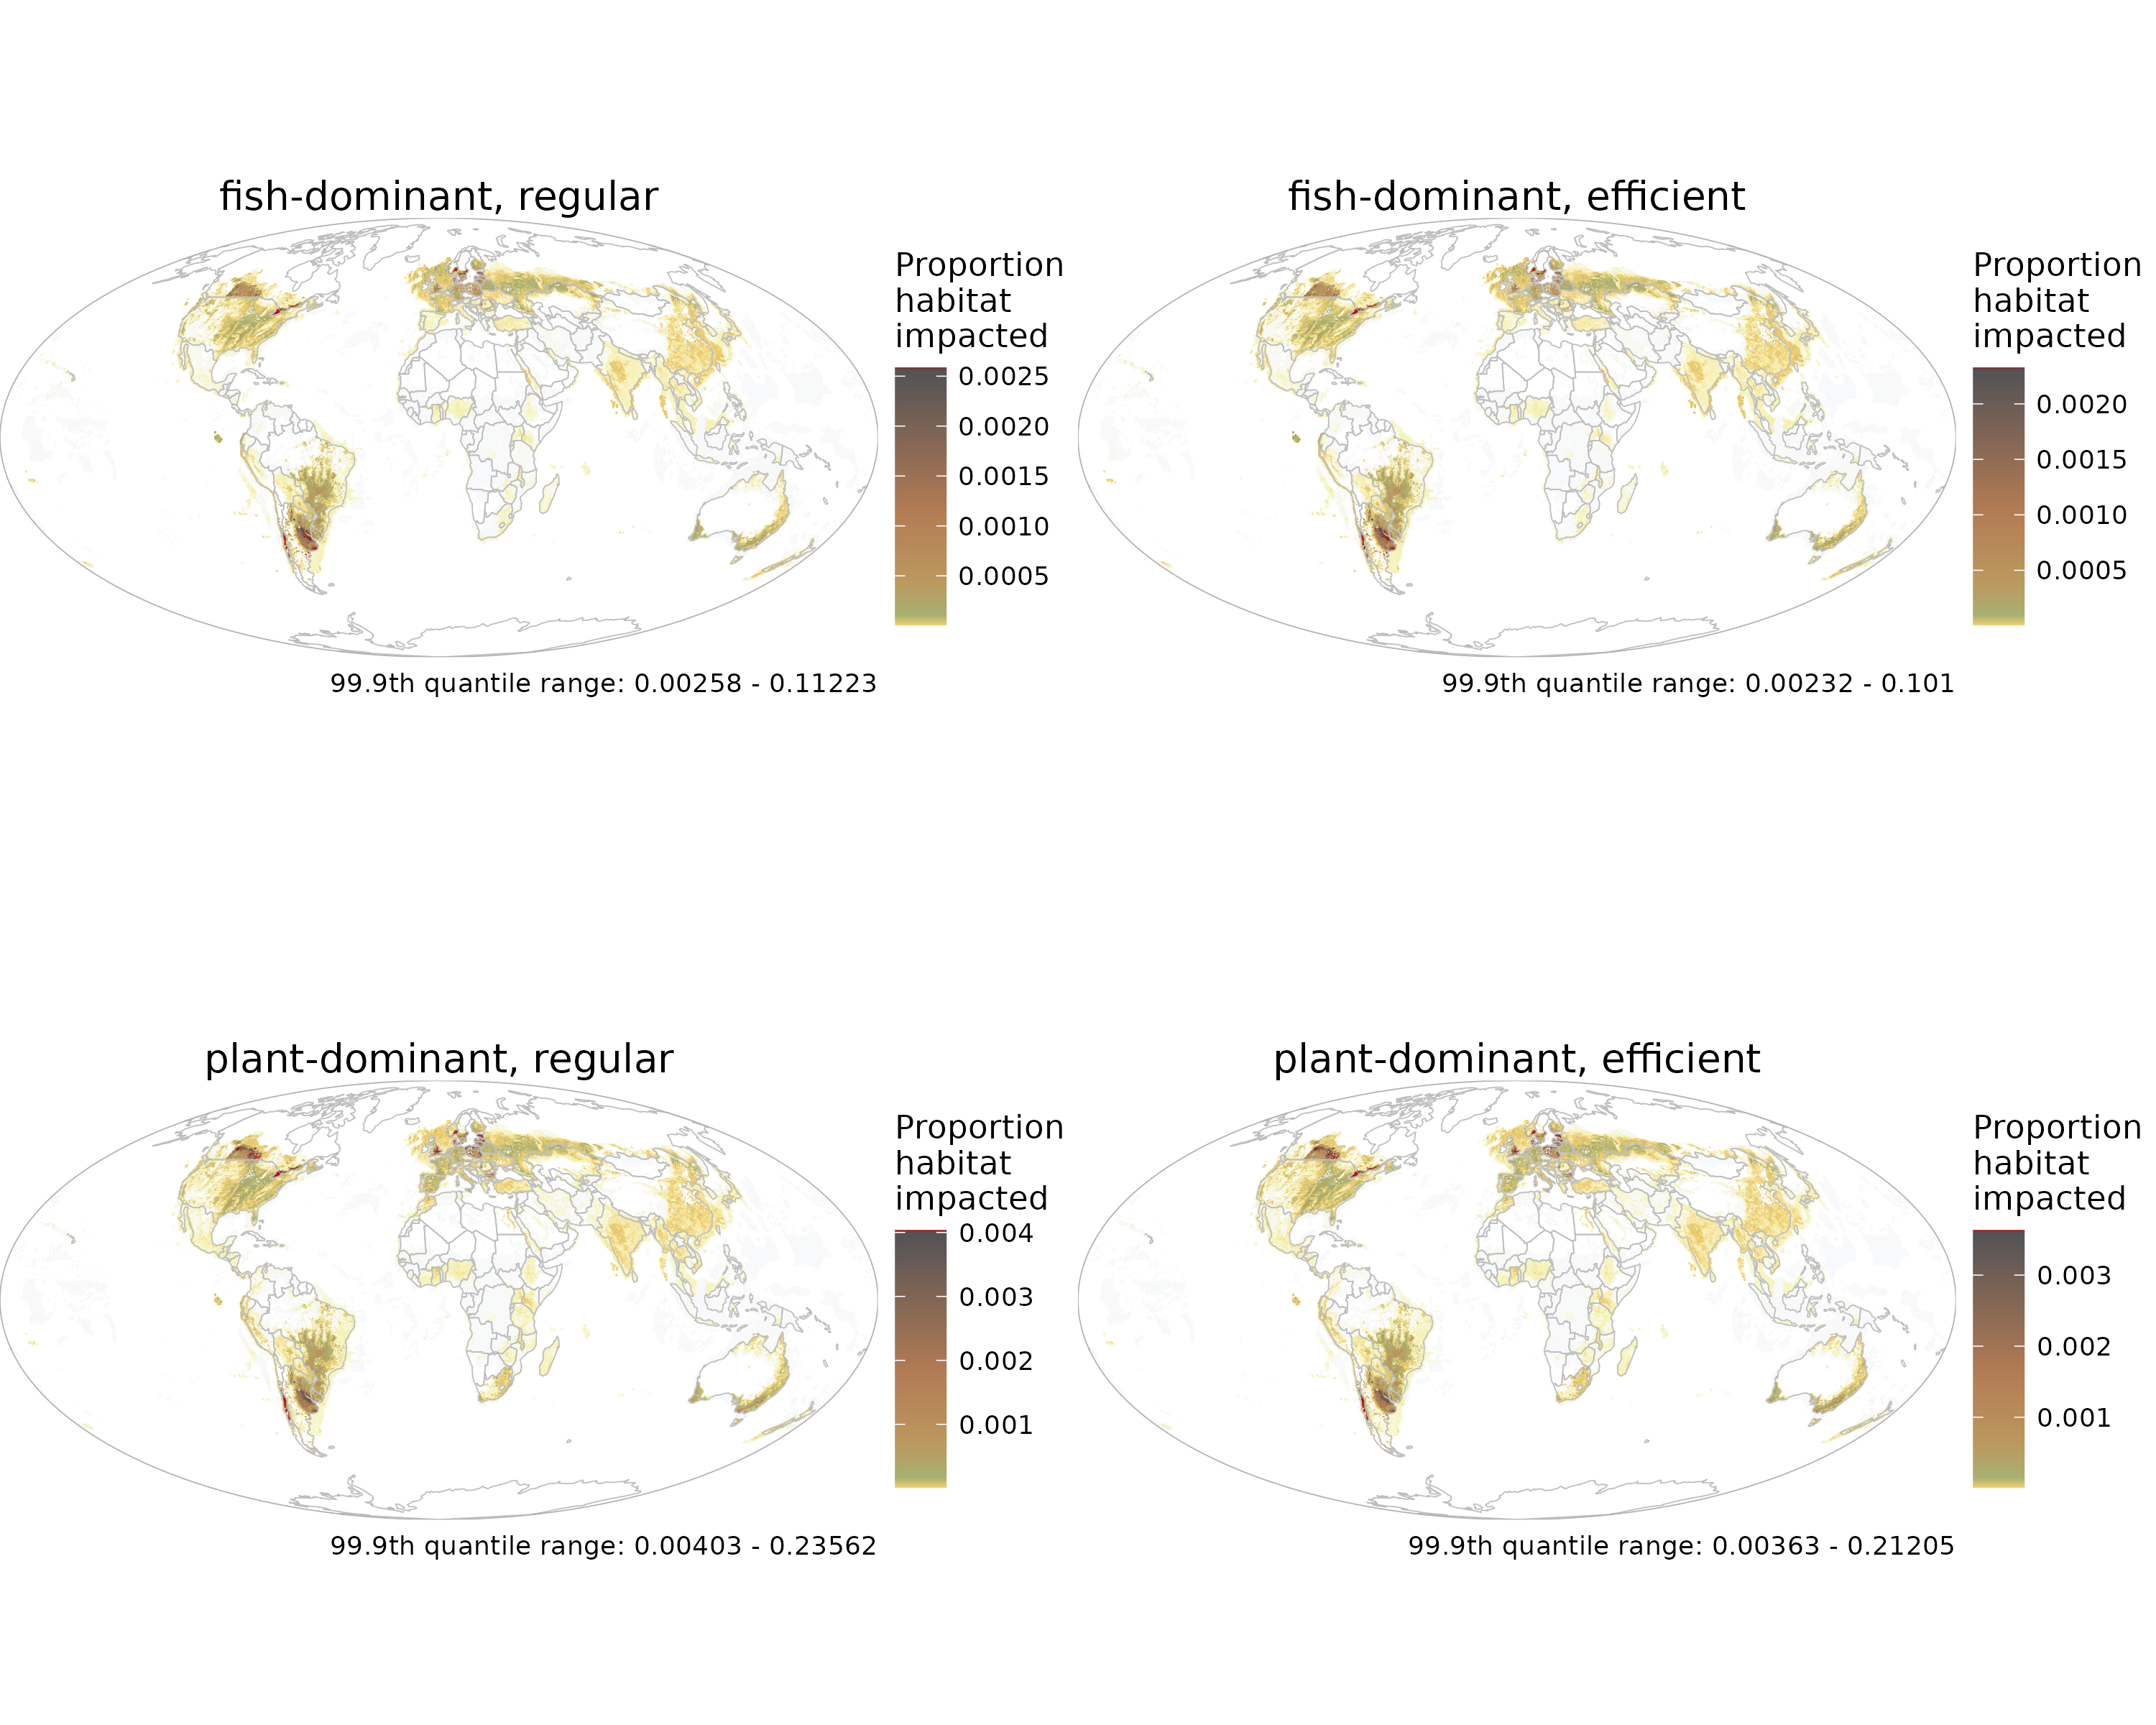 fish-dominant, regular
Proportion
habitat
impacted
0.0025
0.0020
0.0015
0.0010
0.0005
99.9th quantile range: 0.00258 - 0.11223
fish-dominant, efficient
Proportion
habitat
impacted
0.0020
0.0015
0.0010
0.0005
99.9th quantile range: 0.00232 - 0.101
plant-dominant, regular
Proportion
habitat
impacted
0.004
0.003
0.002
0.001
99.9th quantile range: 0.00403 - 0.23562
plant-dominant, efficient
Proportion
habitat
impacted
0.003
0.002
0.001
99.9th quantile range: 0.00363 - 0.21205